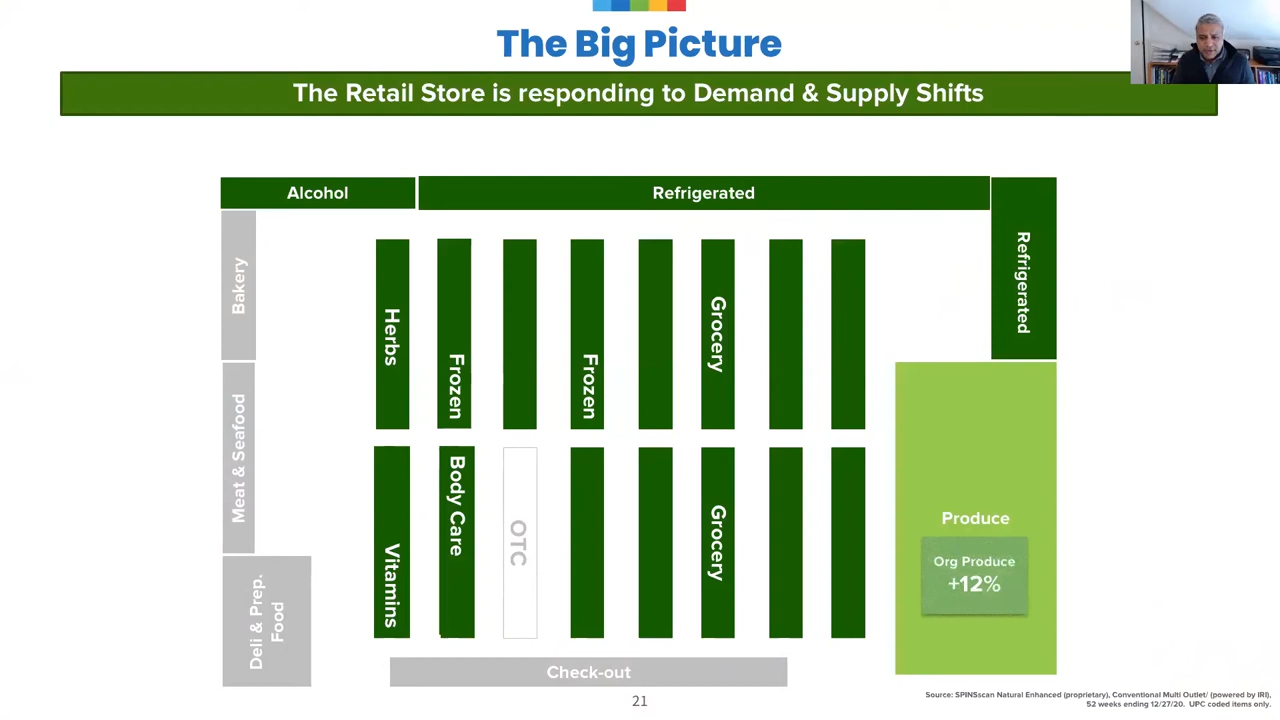 The Big Picture
The Retail Store is responding to Demand & Supply Shifts
Alcohol
Refrigerated
Refrigerated
Bakery
Herbs
Frozen
Frozen
Grocery
Meat & Seafood
Body Care
OTC
Grocery
Vitamins
Produce
Org Produce
+12%
Deli & Prep.
Food
Check-out
21
Source: SPINSscan Natural Enhanced (proprietary), Conventional Multi Outlet/ (powered by IRI),
52 weeks ending 12/27/20. UPC coded items only.